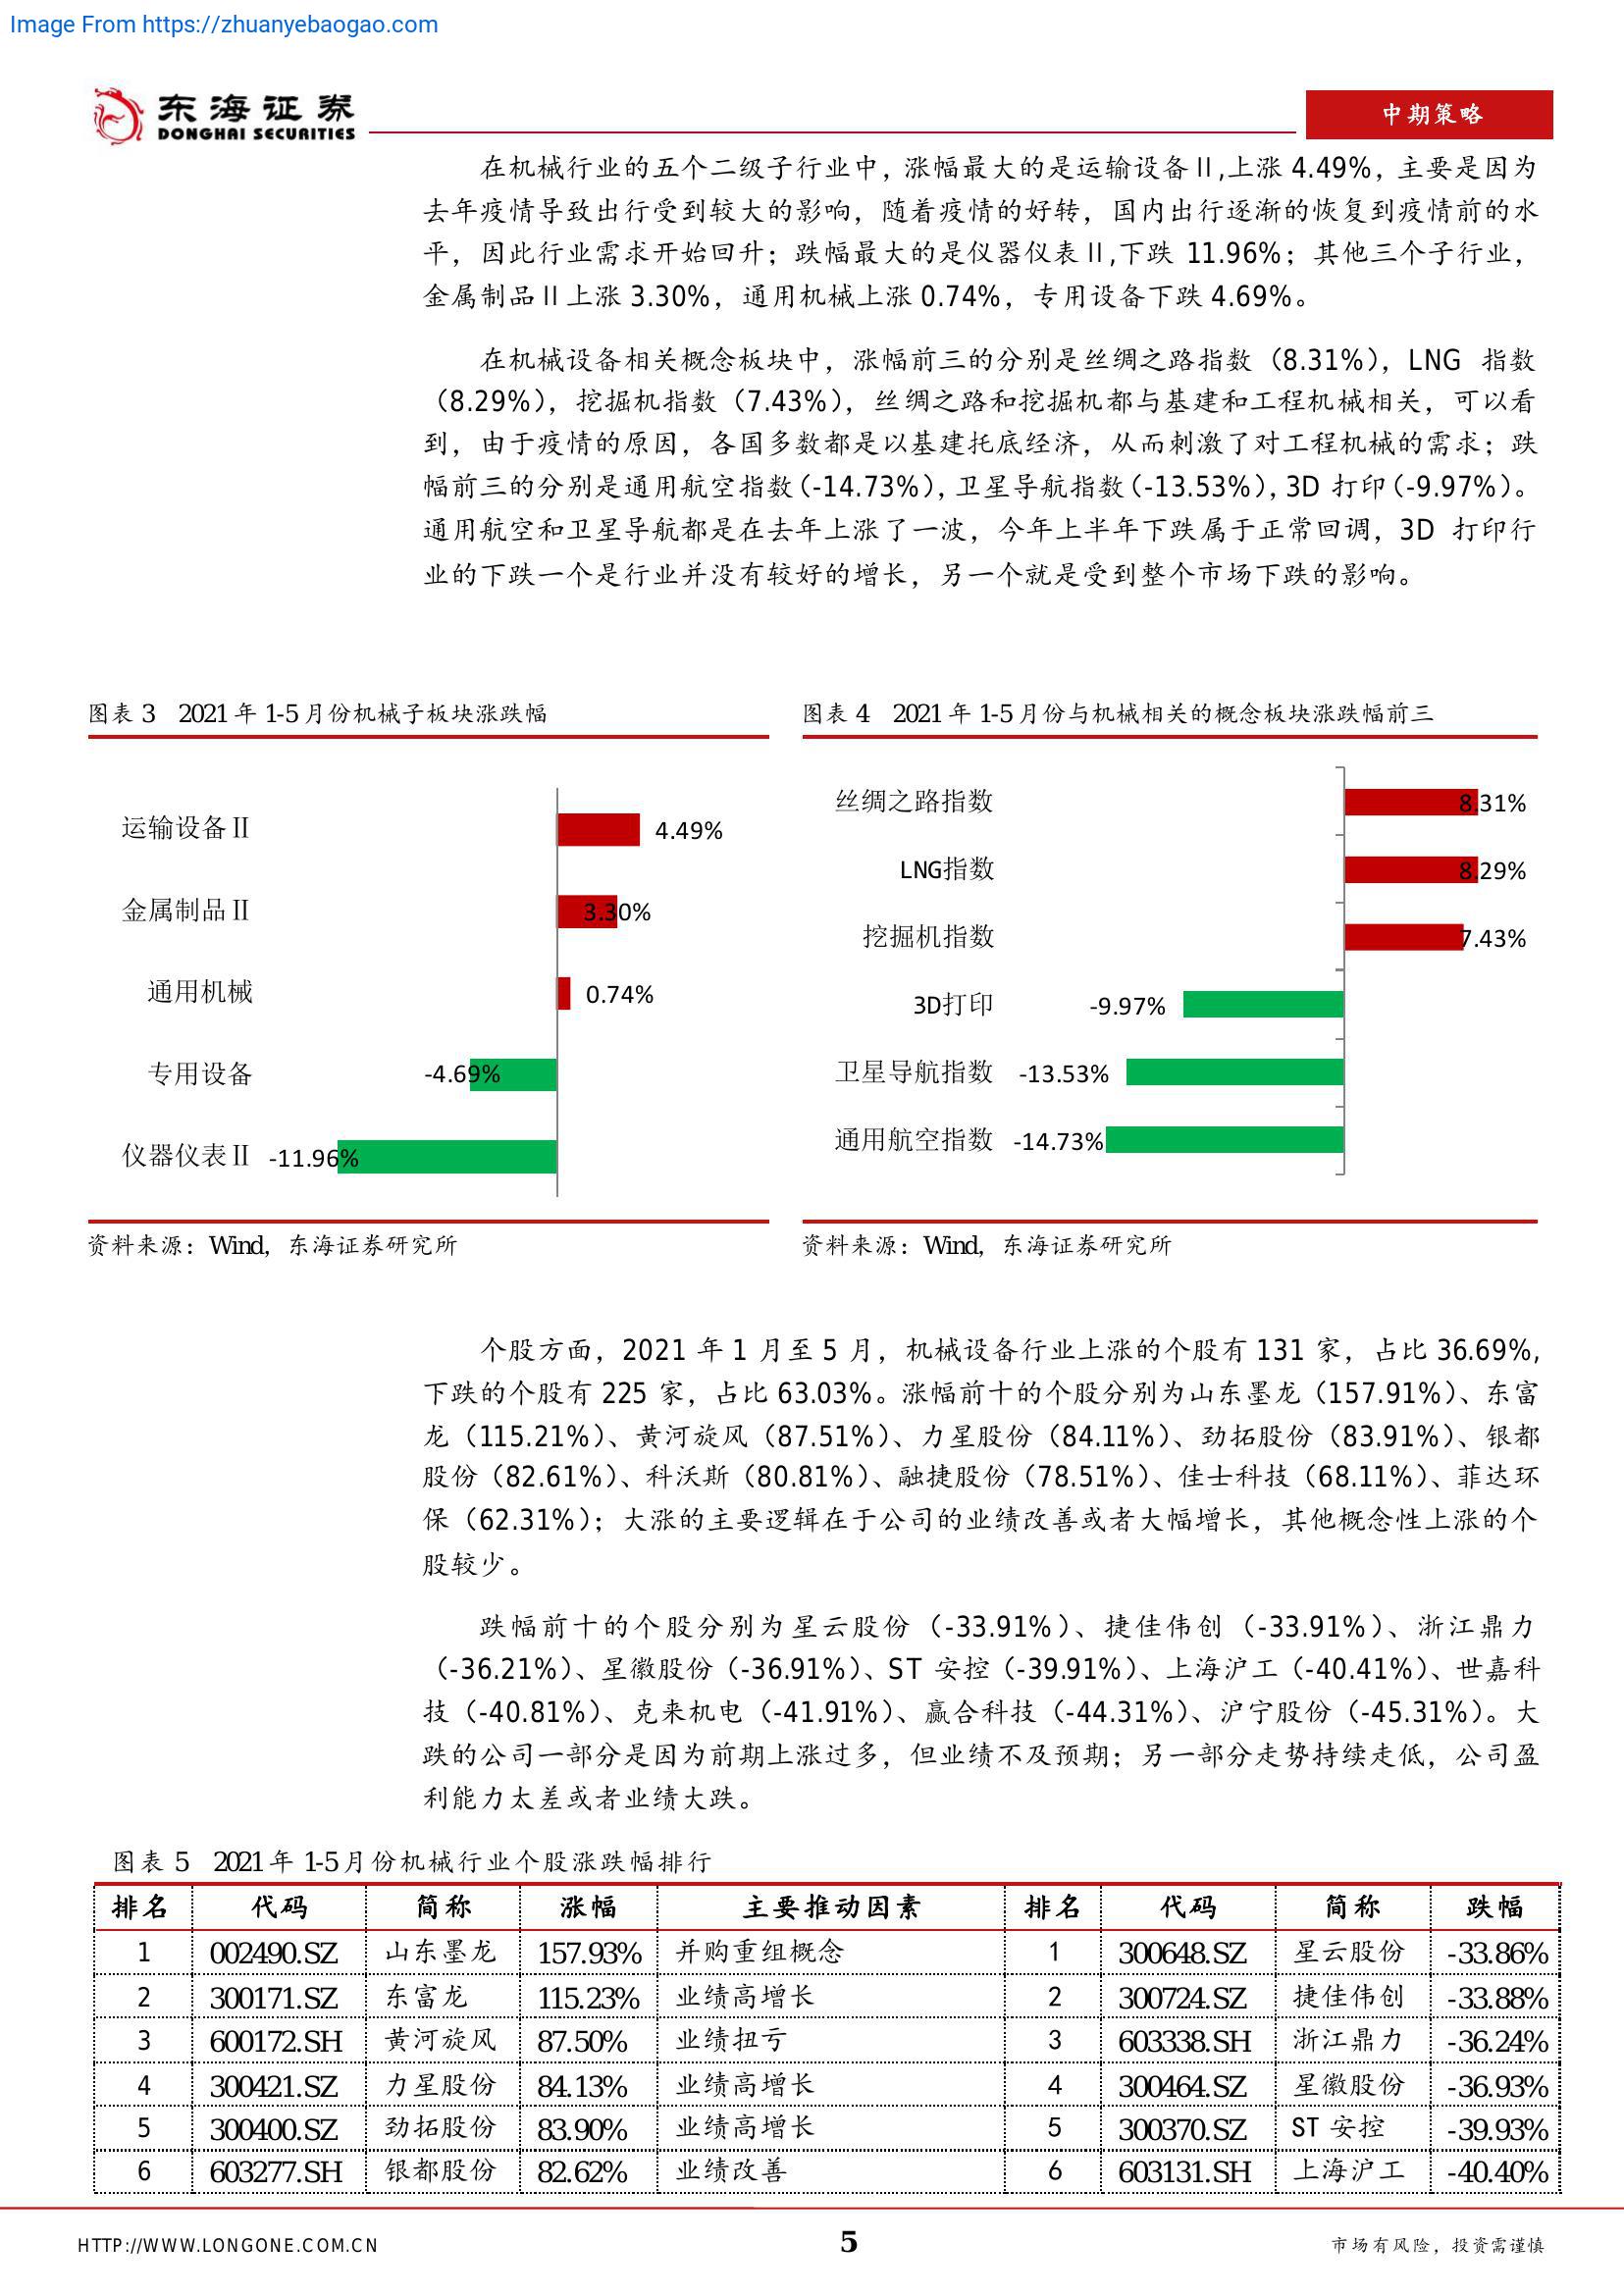 Image From https://zhuanyebaogao.com
东海证券
DONGHAI SECURITIES
中期策略
在机械行业的五个二级子行业中，涨幅最大的是运输设备Ⅱ,上涨 4.49%，主要是因为
去年疫情导致出行受到较大的影响，随着疫情的好转，国内出行逐渐的恢复到疫情前的水
平，因此行业需求开始回升；跌幅最大的是仪器仪表Ⅱ,下跌 11.96%；其他三个子行业，
金属制品Ⅱ上涨 3.30%，通用机械上涨 0.74%，专用设备下跌 4.69%。
在机械设备相关概念板块中，涨幅前三的分别是丝绸之路指数（8.31%），LNG 指数
（8.29%），挖掘机指数（7.43%），丝绸之路和挖掘机都与基建和工程机械相关，可以看
到，由于疫情的原因，各国多数都是以基建托底经济，从而刺激了对工程机械的需求；跌
幅前三的分别是通用航空指数（-14.73%），卫星导航指数（-13.53%），3D 打印（-9.97%）。
通用航空和卫星导航都是在去年上涨了一波，今年上半年下跌属于正常回调，3D 打印行
业的下跌一个是行业并没有较好的增长，另一个就是受到整个市场下跌的影响。
图表 3 2021 年 1-5 月份机械子板块涨跌幅
运输设备Ⅱ 4.49%
金属制品Ⅱ 3.30%
通用机械 0.74%
专用设备 -4.69%
仪器仪表Ⅱ -11.96%
资料来源：Wind，东海证券研究所
图表 4 2021 年 1-5 月份与机械相关的概念板块涨跌幅前三
丝绸之路指数 8.31%
LNG指数 8.29%
挖掘机指数 7.43%
3D打印 -9.97%
卫星导航指数 -13.53%
通用航空指数 -14.73%
资料来源：Wind，东海证券研究所
个股方面，2021 年 1 月至 5 月，机械设备行业上涨的个股有 131 家，占比 36.69%,
下跌的个股有 225 家，占比 63.03%。涨幅前十的个股分别为山东墨龙（157.91%）、东富
龙（115.21%）、黄河旋风（87.51%）、力星股份（84.11%）、劲拓股份（83.91%）、银都
股份（82.61%）、科沃斯（80.81%）、融捷股份（78.51%）、佳士科技（68.11%）、菲达环
保（62.31%）；大涨的主要逻辑在于公司的业绩改善或者大幅增长，其他概念性上涨的个
股较少。
跌幅前十的个股分别为星云股份（-33.91%）、捷佳伟创（-33.91%）、浙江鼎力
（-36.21%）、星徽股份（-36.91%）、ST 安控（-39.91%）、上海沪工（-40.41%）、世嘉科
技（-40.81%）、克来机电（-41.91%）、赢合科技（-44.31%）、沪宁股份（-45.31%）。大
跌的公司一部分是因为前期上涨过多，但业绩不及预期；另一部分走势持续走低，公司盈
利能力太差或者业绩大跌。
图表 5 2021 年 1-5 月份机械行业个股涨跌幅排行
排名 代码 简称 涨幅 主要推动因素 排名 代码 简称 跌幅
1 002490.SZ 山东墨龙 157.93% 并购重组概念 1 300648.SZ 星云股份 -33.86%
2 300171.SZ 东富龙 115.23% 业绩高增长 2 300724.SZ 捷佳伟创 -33.88%
3 600172.SH 黄河旋风 87.50% 业绩扭亏 3 603338.SH 浙江鼎力 -36.24%
4 300421.SZ 力星股份 84.13% 业绩高增长 4 300464.SZ 星徽股份 -36.93%
5 300400.SZ 劲拓股份 83.90% 业绩高增长 5 300370.SZ ST 安控 -39.93%
6 603277.SH 银都股份 82.62% 业绩改善 6 603131.SH 上海沪工 -40.40%
HTTP://WWW.LONGONE.COM.CN
5
市场有风险，投资需谨慎